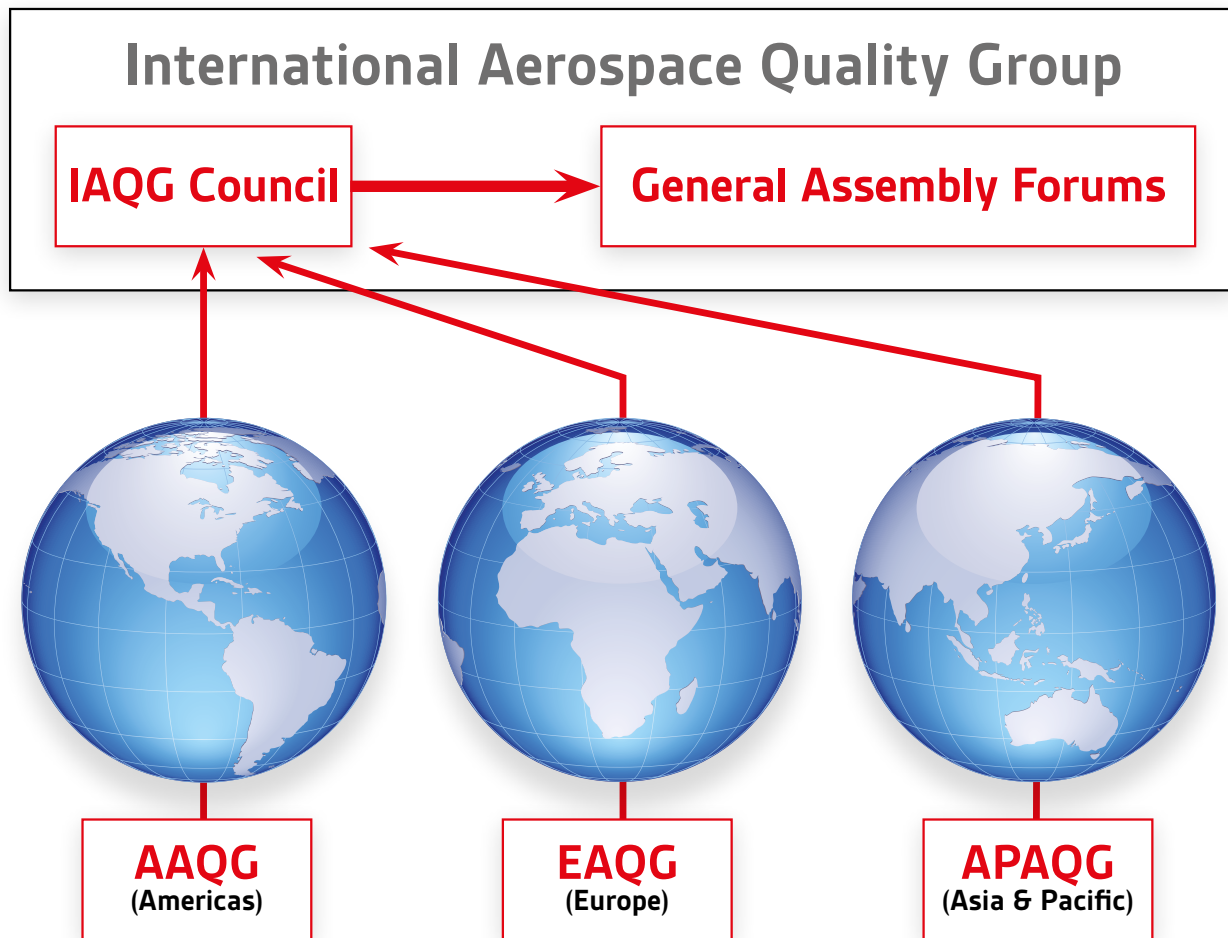 International Aerospace Quality Group
IAQG Council
General Assembly Forums
AAQG
(Americas)
EAQG
(Europe)
APAQG
(Asia & Pacific)